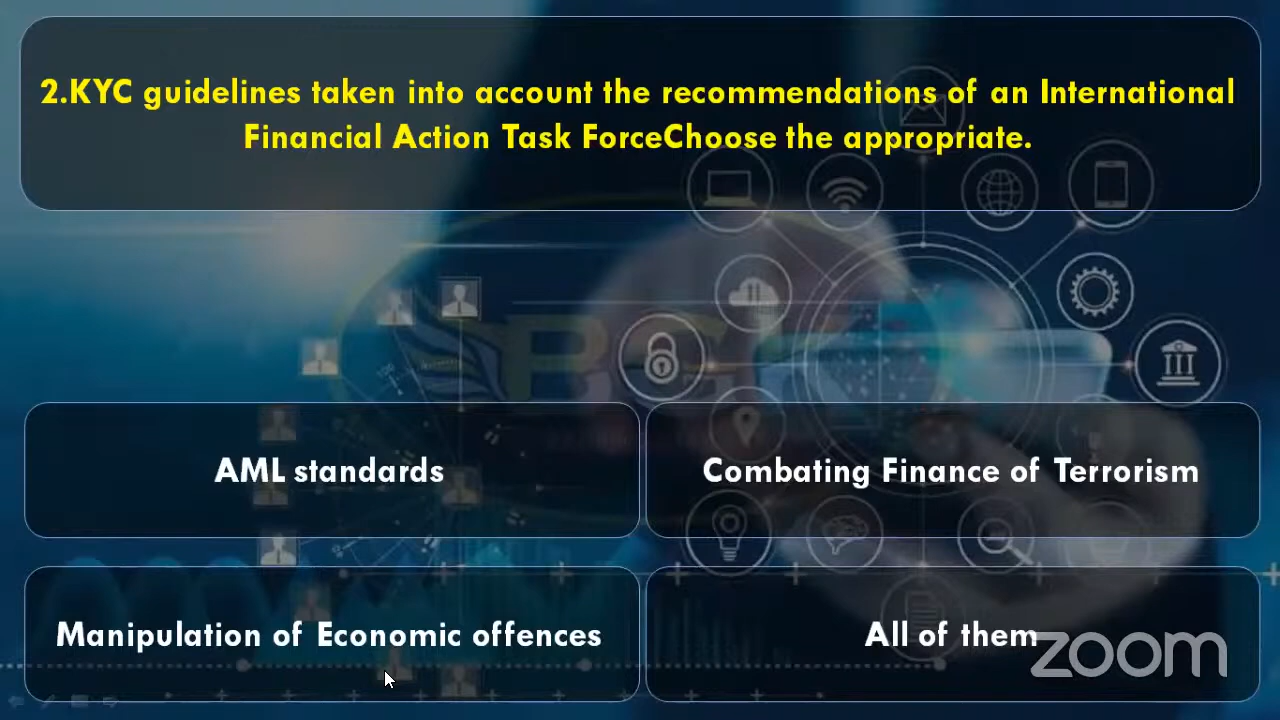 2.KYC guidelines taken into account the recommendations of an International
Financial Action Task ForceChoose the appropriate.
AML standards
Combating Finance of Terrorism
Manipulation of Economic offences
All of them
zoom